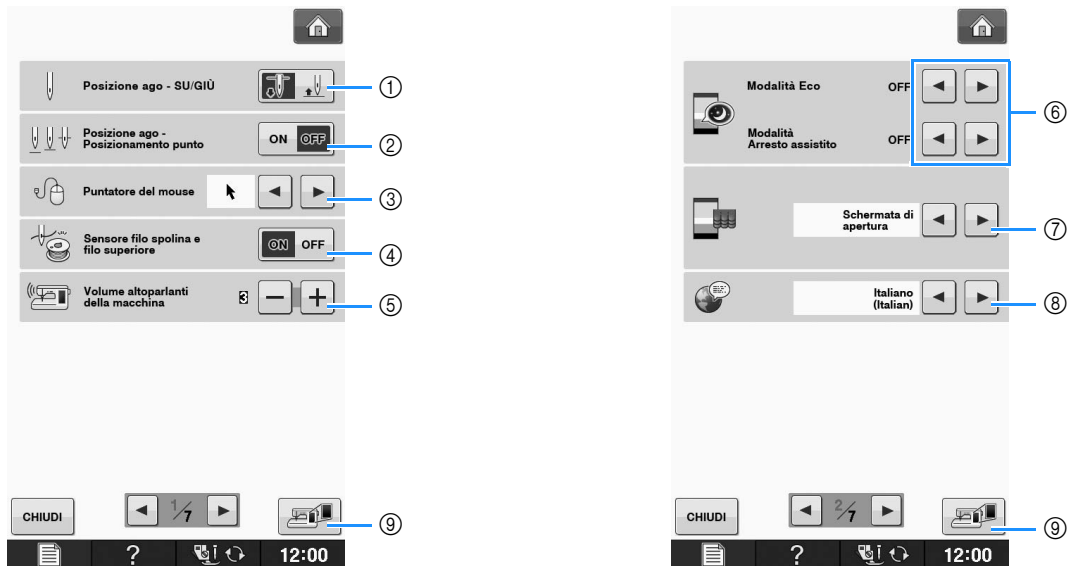 Posizione ago - SU/GIÙ
①
Posizione ago -
Posizionamento punto
ON OFF
②
Puntatore del mouse
③
Sensore filo spolina e
filo superiore
ON OFF
④
Volume altoparlanti
della macchina
3 − +
⑤
CHIUDI
1/7
⑨
?
12:00
Modalità Eco
OFF
Modalità
Arresto assistito
OFF
⑥
Schermata di
apertura
⑦
Italiano
(Italian)
⑧
CHIUDI
2/7
⑨
?
12:00